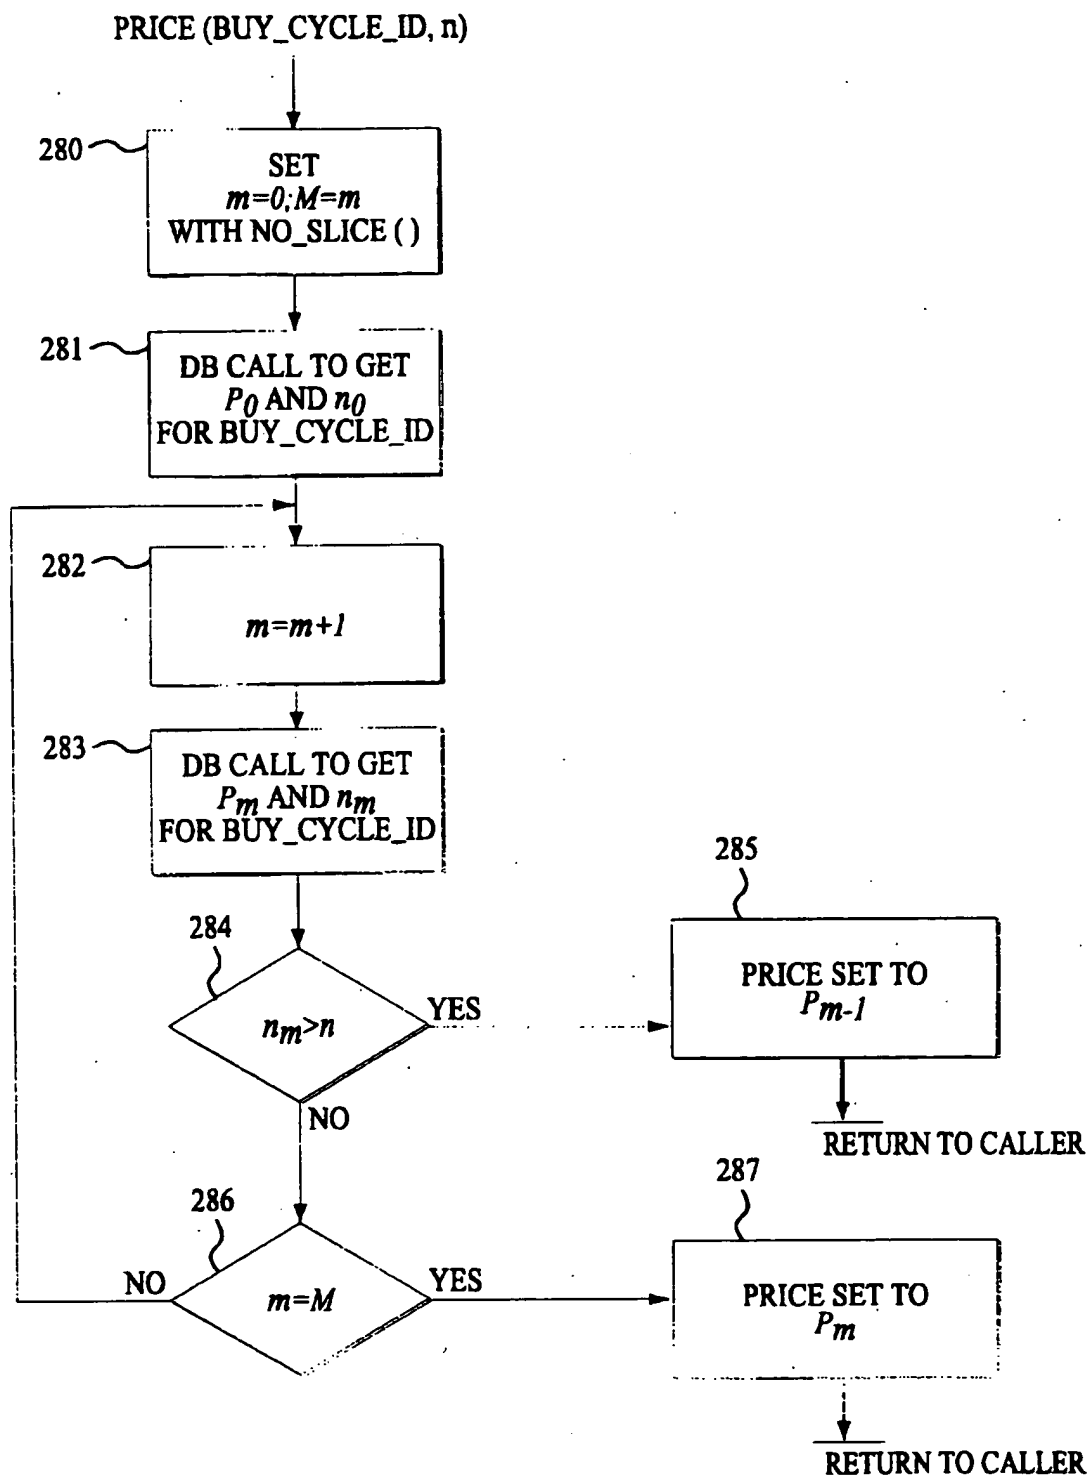 PRICE (BUY_CYCLE_ID, n)
280
SET
m=0;M=m
WITH NO_SLICE ( )
281
DB CALL TO GET
P0 AND n0
FOR BUY_CYCLE_ID
282
m=m+1
283
DB CALL TO GET
Pm AND nm
FOR BUY_CYCLE_ID
284
nm>n
YES
NO
285
PRICE SET TO
Pm-1
RETURN TO CALLER
286
m=M
NO
YES
287
PRICE SET TO
Pm
RETURN TO CALLER